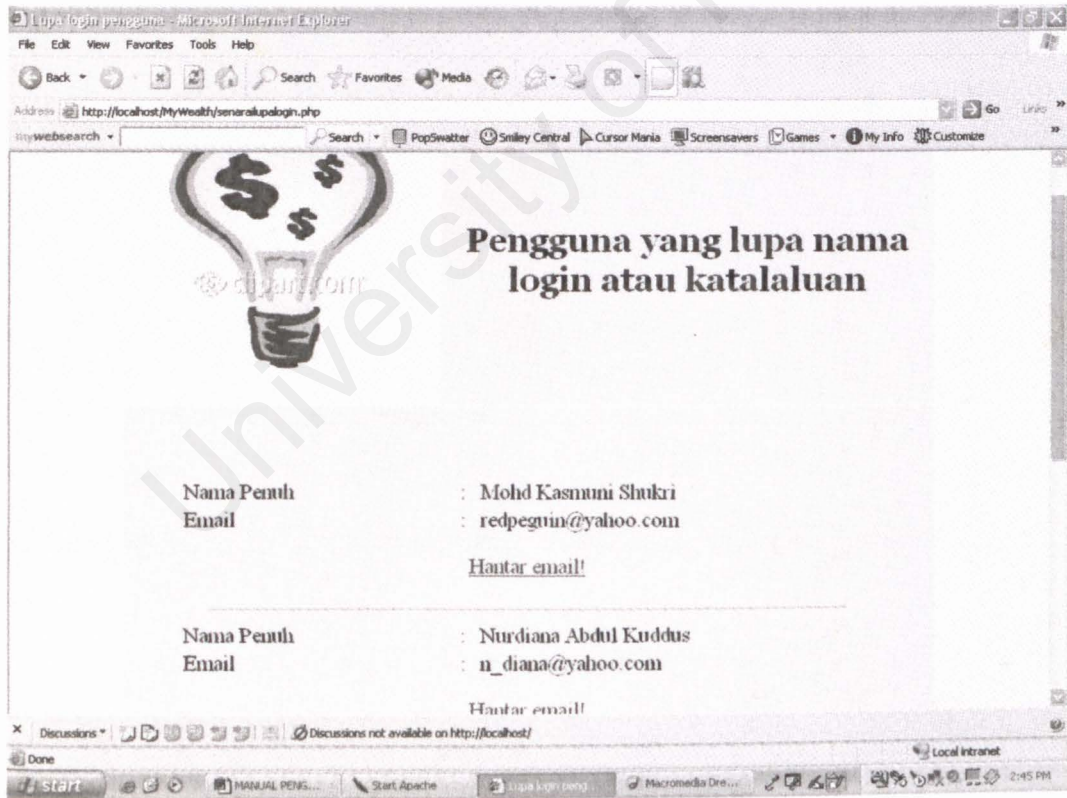 Lupa login pengguna - Microsoft Internet Explorer
File Edit View Favorites Tools Help
Back Search Favorites Media
Address http://localhost/MyWealth/senarailupalogin.php Go Links »
mywebsearch Search PopSwatter Smiley Central Cursor Mania Screensavers Games My Info Customize »
$ $ $
clipart.com
Pengguna yang lupa nama
login atau katalaluan
Nama Penuh : Mohd Kasmuni Shukri
Email : redpeguin@yahoo.com
Hantar email!
Nama Penuh : Nurdiana Abdul Kuddus
Email : n_diana@yahoo.com
Hantar email!
× Discussions Discussions not available on http://localhost/
Done Local intranet
start MANUAL PENG... Start Apache Lupa login peng... Macromedia Dre... 2:45 PM
University of